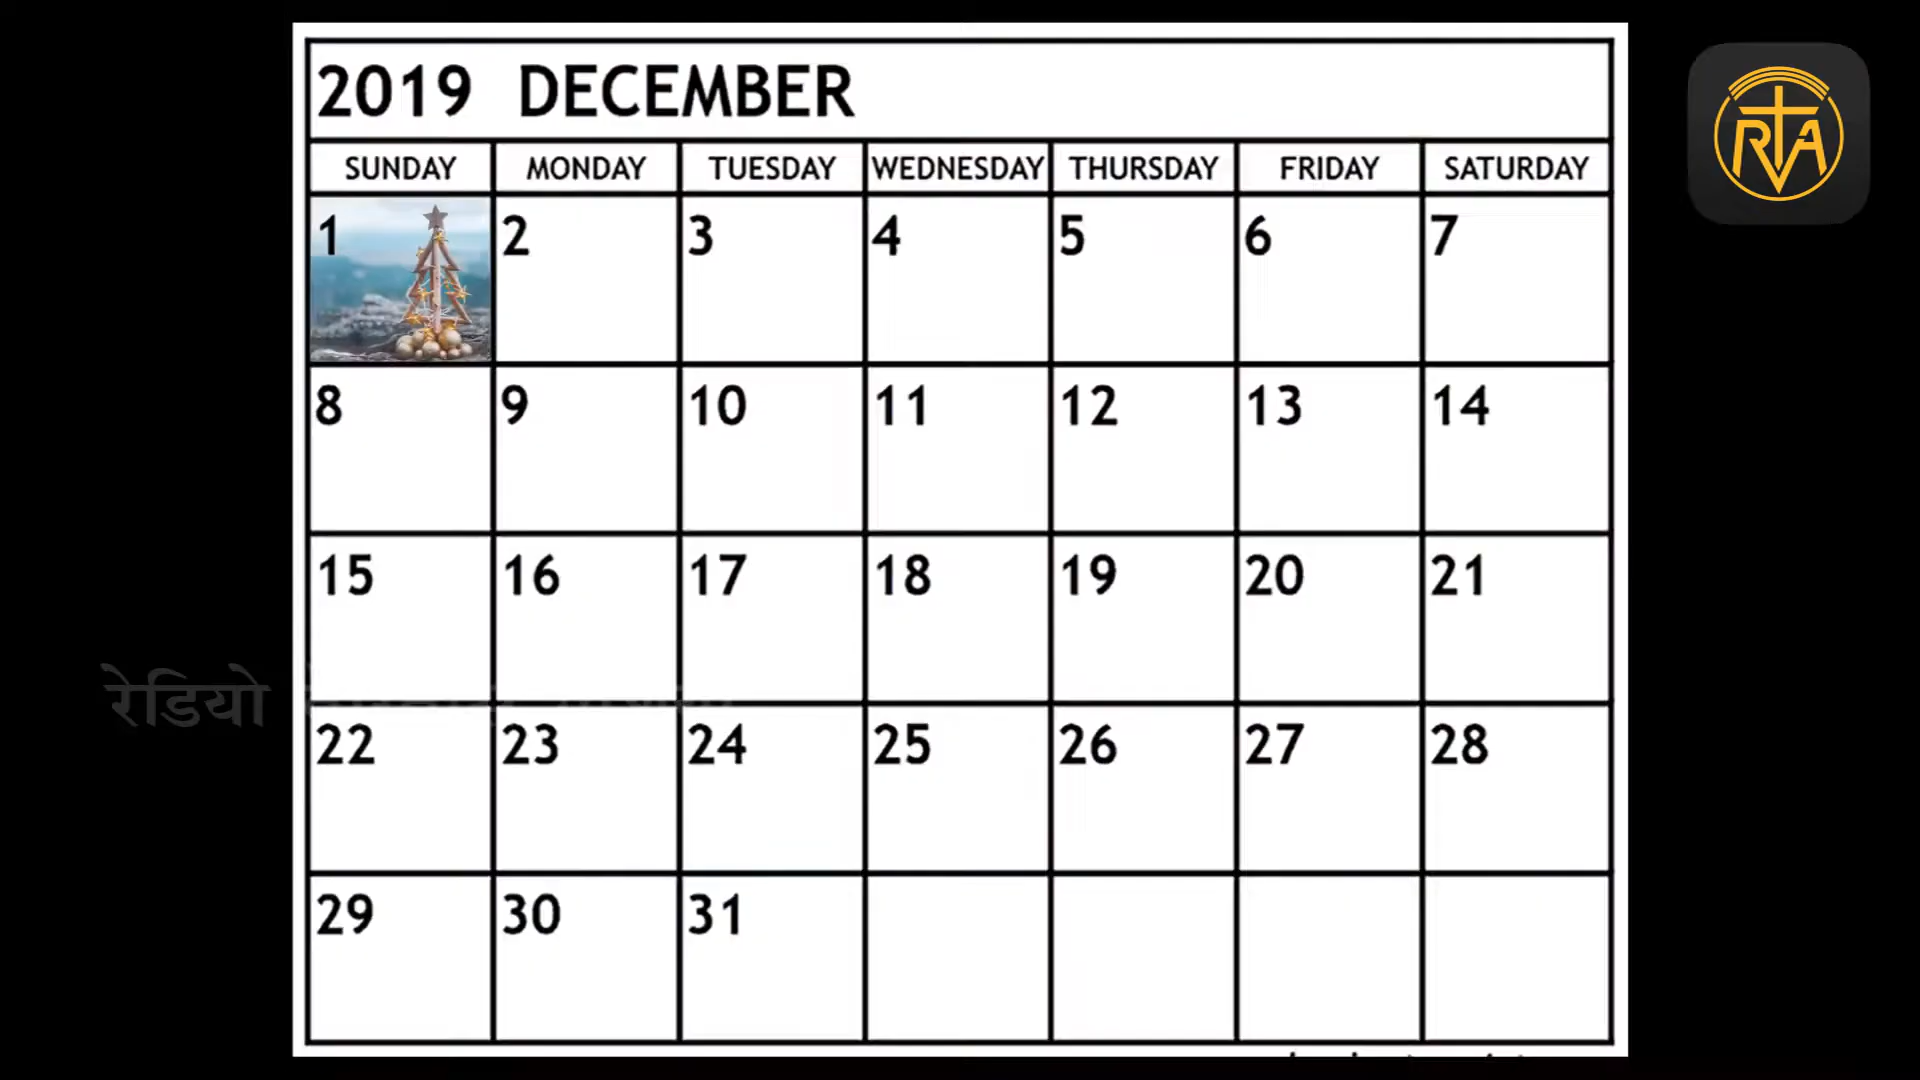 2019 DECEMBER
SUNDAY MONDAY TUESDAY WEDNESDAY THURSDAY FRIDAY SATURDAY
1 2 3 4 5 6 7
8 9 10 11 12 13 14
15 16 17 18 19 20 21
22 23 24 25 26 27 28
29 30 31
RVA
रेडियो